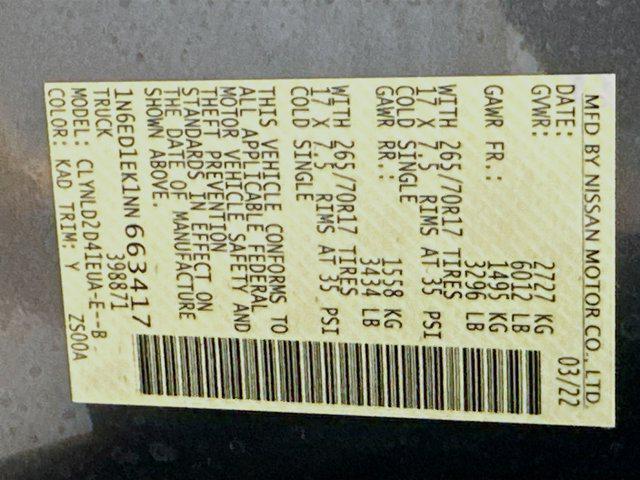 MFD BY NISSAN MOTOR CO., LTD.
DATE: 03/22
GVWR: 2727 KG
6012 LB
GAWR FR.: 1495 KG
3296 LB
WITH 265/70R17 TIRES
17 X 7.5 RIMS AT 35 PSI
COLD SINGLE
GAWR RR.: 1558 KG
3434 LB
WITH 265/70R17 TIRES
17 X 7.5 RIMS AT 35 PSI
COLD SINGLE
THIS VEHICLE CONFORMS TO
ALL APPLICABLE FEDERAL
MOTOR VEHICLE SAFETY AND
THEFT PREVENTION
STANDARDS IN EFFECT ON
THE DATE OF MANUFACTURE
SHOWN ABOVE.
1N6ED1EK1NN663417
TRUCK 398871
MODEL: CLYNLD2D41EUA-E--B
COLOR: KAD TRIM: Y ZS00A